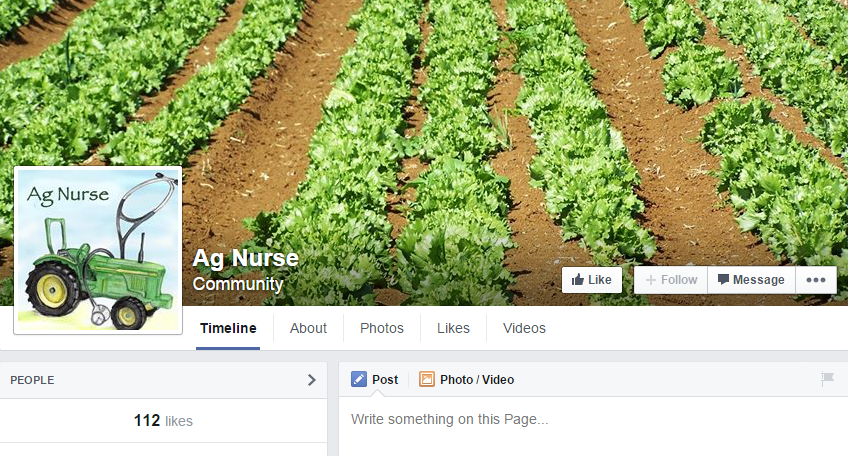 Ag Nurse
Ag Nurse
Community
Like
Follow
Message
Timeline
About
Photos
Likes
Videos
PEOPLE
112 likes
Post
Photo / Video
Write something on this Page...